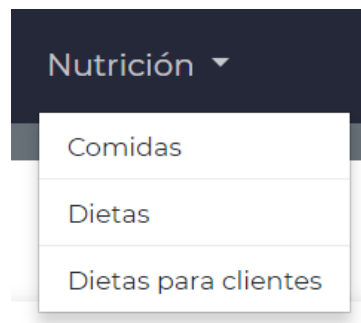 Nutrición
Comidas
Dietas
Dietas para clientes